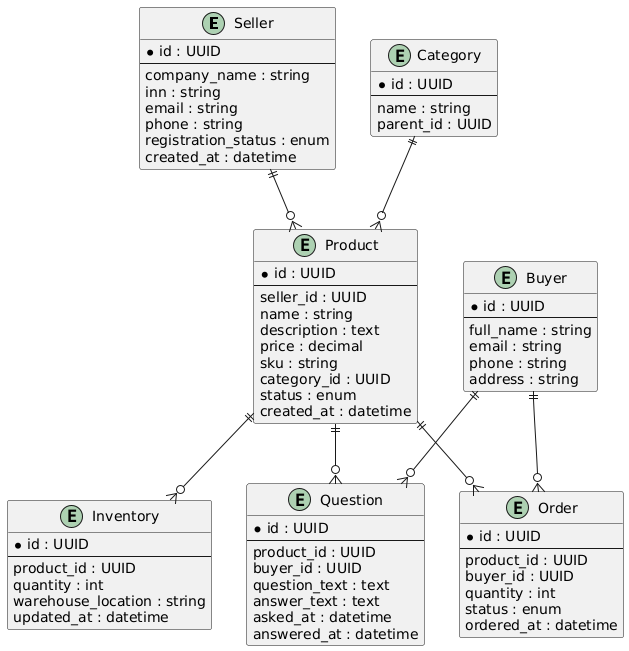 E Seller
* id : UUID
company_name : string
inn : string
email : string
phone : string
registration_status : enum
created_at : datetime
E Category
* id : UUID
name : string
parent_id : UUID
E Product
* id : UUID
seller_id : UUID
name : string
description : text
price : decimal
sku : string
category_id : UUID
status : enum
created_at : datetime
E Buyer
* id : UUID
full_name : string
email : string
phone : string
address : string
E Inventory
* id : UUID
product_id : UUID
quantity : int
warehouse_location : string
updated_at : datetime
E Question
* id : UUID
product_id : UUID
buyer_id : UUID
question_text : text
answer_text : text
asked_at : datetime
answered_at : datetime
E Order
* id : UUID
product_id : UUID
buyer_id : UUID
quantity : int
status : enum
ordered_at : datetime